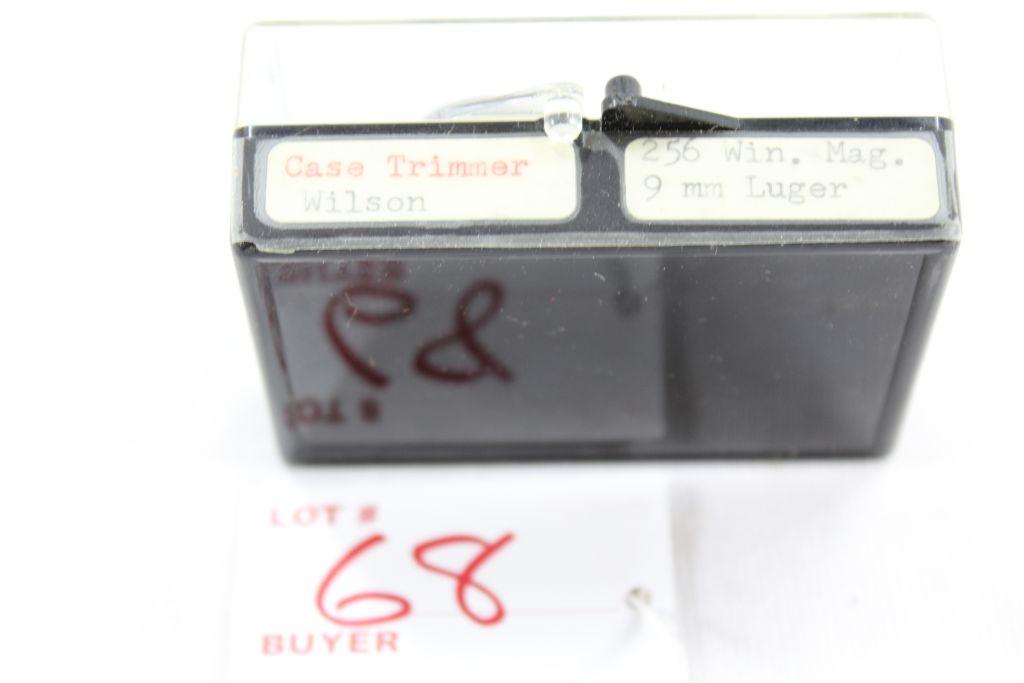 Case Trimmer
Wilson
256 Win. Mag.
9 mm Luger
LOT #
68
BUYER